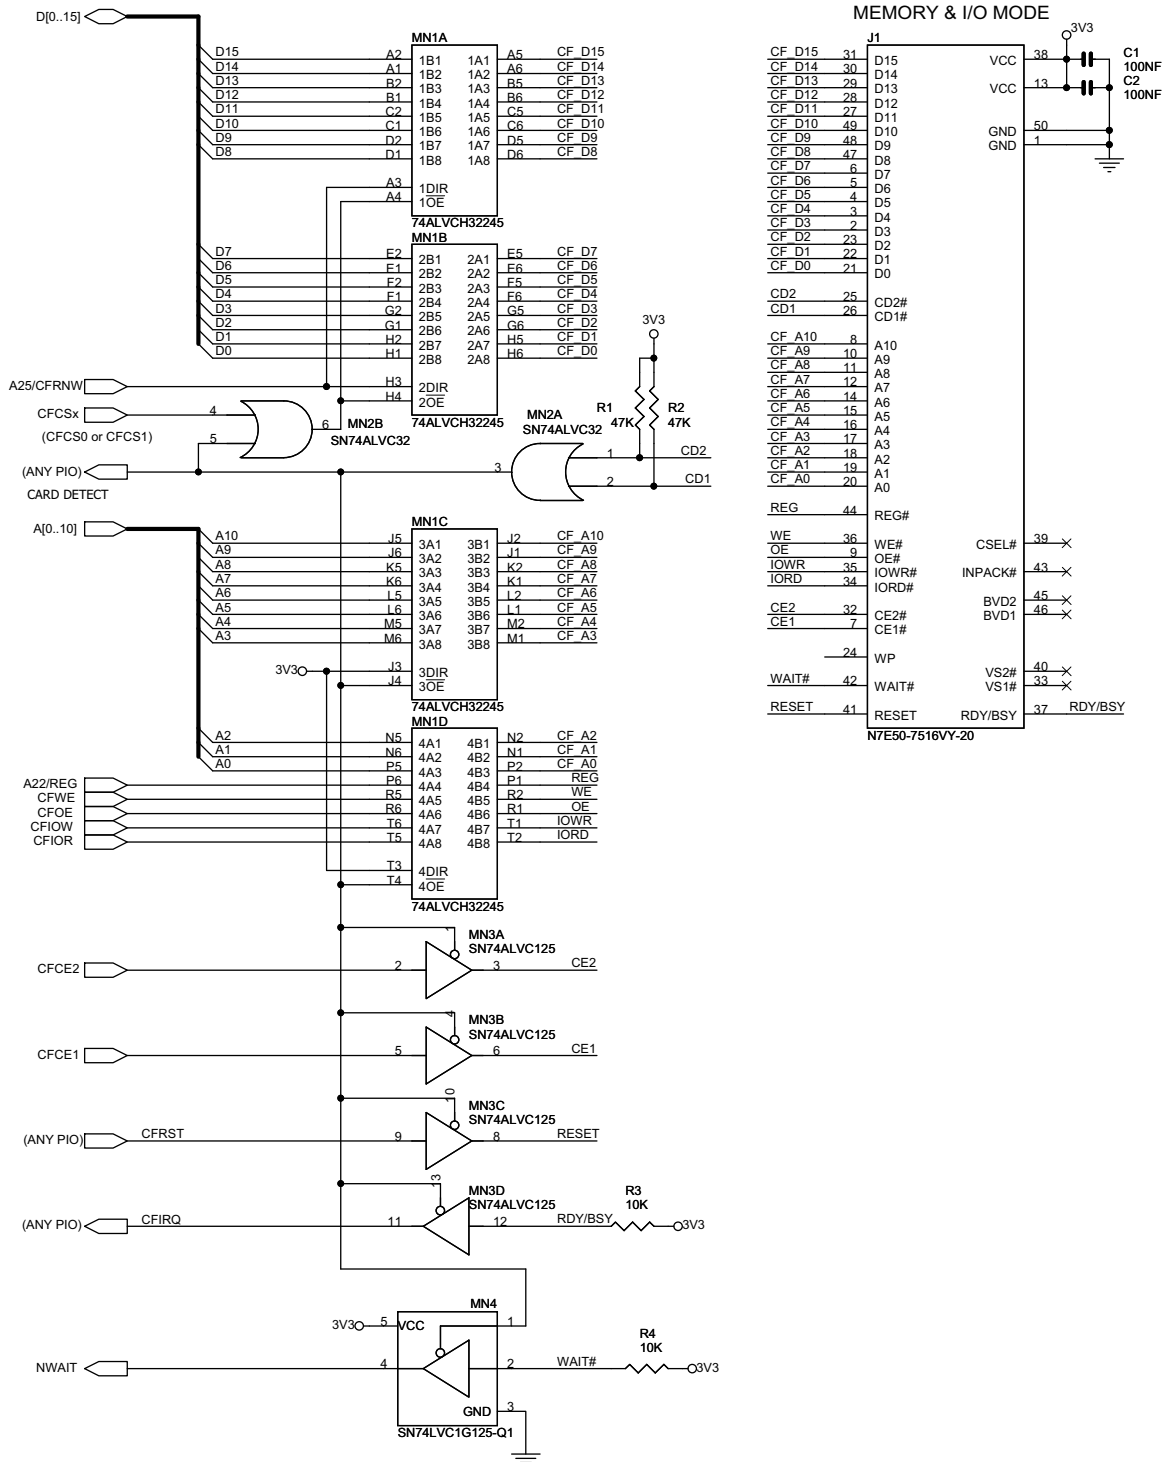 MEMORY & I/O MODE
D[0..15]
MN1A
D15 A2 1B1 1A1 A5 CF_D15
D14 A1 1B2 1A2 A6 CF_D14
D13 B2 1B3 1A3 B5 CF_D13
D12 B1 1B4 1A4 B6 CF_D12
D11 C2 1B5 1A5 C5 CF_D11
D10 C1 1B6 1A6 C6 CF_D10
D9 D2 1B7 1A7 D5 CF_D9
D8 D1 1B8 1A8 D6 CF_D8
A3 1DIR
A4 1OE
74ALVCH32245
MN1B
D7 E2 2B1 2A1 E5 CF_D7
D6 E1 2B2 2A2 E6 CF_D6
D5 F2 2B3 2A3 F5 CF_D5
D4 F1 2B4 2A4 F6 CF_D4
D3 G2 2B5 2A5 G5 CF_D3
D2 G1 2B6 2A6 G6 CF_D2
D1 H2 2B7 2A7 H5 CF_D1
D0 H1 2B8 2A8 H6 CF_D0
A25/CFRNW H3 2DIR
H4 2OE
74ALVCH32245
CFCSx 4
(CFCS0 or CFCS1) 5
6
MN2B
SN74ALVC32
3V3
R1
47K
R2
47K
MN2A
SN74ALVC32
1 CD2
2 CD1
3
(ANY PIO)
CARD DETECT
A[0..10]
MN1C
A10 J5 3A1 3B1 J2 CF_A10
A9 J6 3A2 3B2 J1 CF_A9
A8 K5 3A3 3B3 K2 CF_A8
A7 K6 3A4 3B4 K1 CF_A7
A6 L5 3A5 3B5 L2 CF_A6
A5 L6 3A6 3B6 L1 CF_A5
A4 M5 3A7 3B7 M2 CF_A4
A3 M6 3A8 3B8 M1 CF_A3
3V3 J3 3DIR
J4 3OE
74ALVCH32245
MN1D
A2 N5 4A1 4B1 N2 CF_A2
A1 N6 4A2 4B2 N1 CF_A1
A0 P5 4A3 4B3 P2 CF_A0
A22/REG P6 4A4 4B4 P1 REG
CFWE R5 4A5 4B5 R2 WE
CFOE R6 4A6 4B6 R1 OE
CFIOW T6 4A7 4B7 T1 IOWR
CFIOR T5 4A8 4B8 T2 IORD
T3 4DIR
T4 4OE
74ALVCH32245
1
MN3A
SN74ALVC125
CFCE2 2 3 CE2
4
MN3B
SN74ALVC125
CFCE1 5 6 CE1
10
MN3C
SN74ALVC125
(ANY PIO) CFRST 9 8 RESET
13
MN3D
SN74ALVC125
R3
10K
(ANY PIO) CFIRQ 11 12 RDY/BSY 3V3
MN4
3V3 5 VCC 1
R4
10K
NWAIT 4 2 WAIT# 3V3
GND 3
SN74LVC1G125-Q1
J1
3V3
CF_D15 31 D15 VCC 38
C1
100NF
CF_D14 30 D14
CF_D13 29 D13 VCC 13
C2
100NF
CF_D12 28 D12
CF_D11 27 D11
CF_D10 49 D10 GND 50
CF_D9 48 D9 GND 1
CF_D8 47 D8
CF_D7 6 D7
CF_D6 5 D6
CF_D5 4 D5
CF_D4 3 D4
CF_D3 2 D3
CF_D2 23 D2
CF_D1 22 D1
CF_D0 21 D0
CD2 25 CD2#
CD1 26 CD1#
CF_A10 8 A10
CF_A9 10 A9
CF_A8 11 A8
CF_A7 12 A7
CF_A6 14 A6
CF_A5 15 A5
CF_A4 16 A4
CF_A3 17 A3
CF_A2 18 A2
CF_A1 19 A1
CF_A0 20 A0
REG 44 REG#
WE 36 WE# CSEL# 39
OE 9 OE#
IOWR 35 IOWR# INPACK# 43
IORD 34 IORD#
BVD2 45
CE2 32 CE2# BVD1 46
CE1 7 CE1#
24 WP
VS2# 40
WAIT# 42 WAIT# VS1# 33
RESET 41 RESET RDY/BSY 37 RDY/BSY
N7E50-7516VY-20